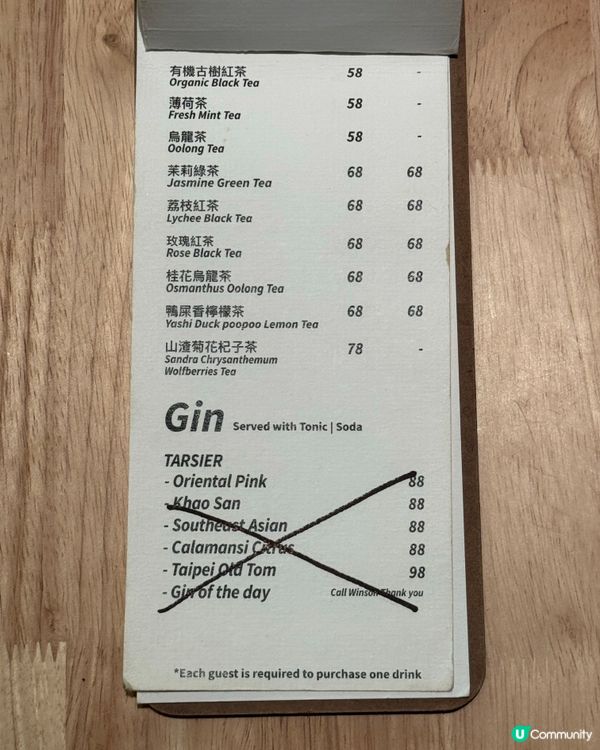 有機古樹紅茶 58 -
Organic Black Tea
薄荷茶 58 -
Fresh Mint Tea
烏龍茶 58 -
Oolong Tea
茉莉綠茶 68 68
Jasmine Green Tea
荔枝紅茶 68 68
Lychee Black Tea
玫瑰紅茶 68 68
Rose Black Tea
桂花烏龍茶 68 68
Osmanthus Oolong Tea
鴨屎香檸檬茶 68 68
Yashi Duck poopoo Lemon Tea
山渣菊花杞子茶 78 -
Sandra Chrysanthemum
Wolfberries Tea
Gin Served with Tonic | Soda
TARSIER
- Oriental Pink 88
- Khao San 88
- Southeast Asian 88
- Calamansi Citrus 88
- Taipei Old Tom 98
- Gin of the day Call Winson Thank you
*Each guest is required to purchase one drink
U Community